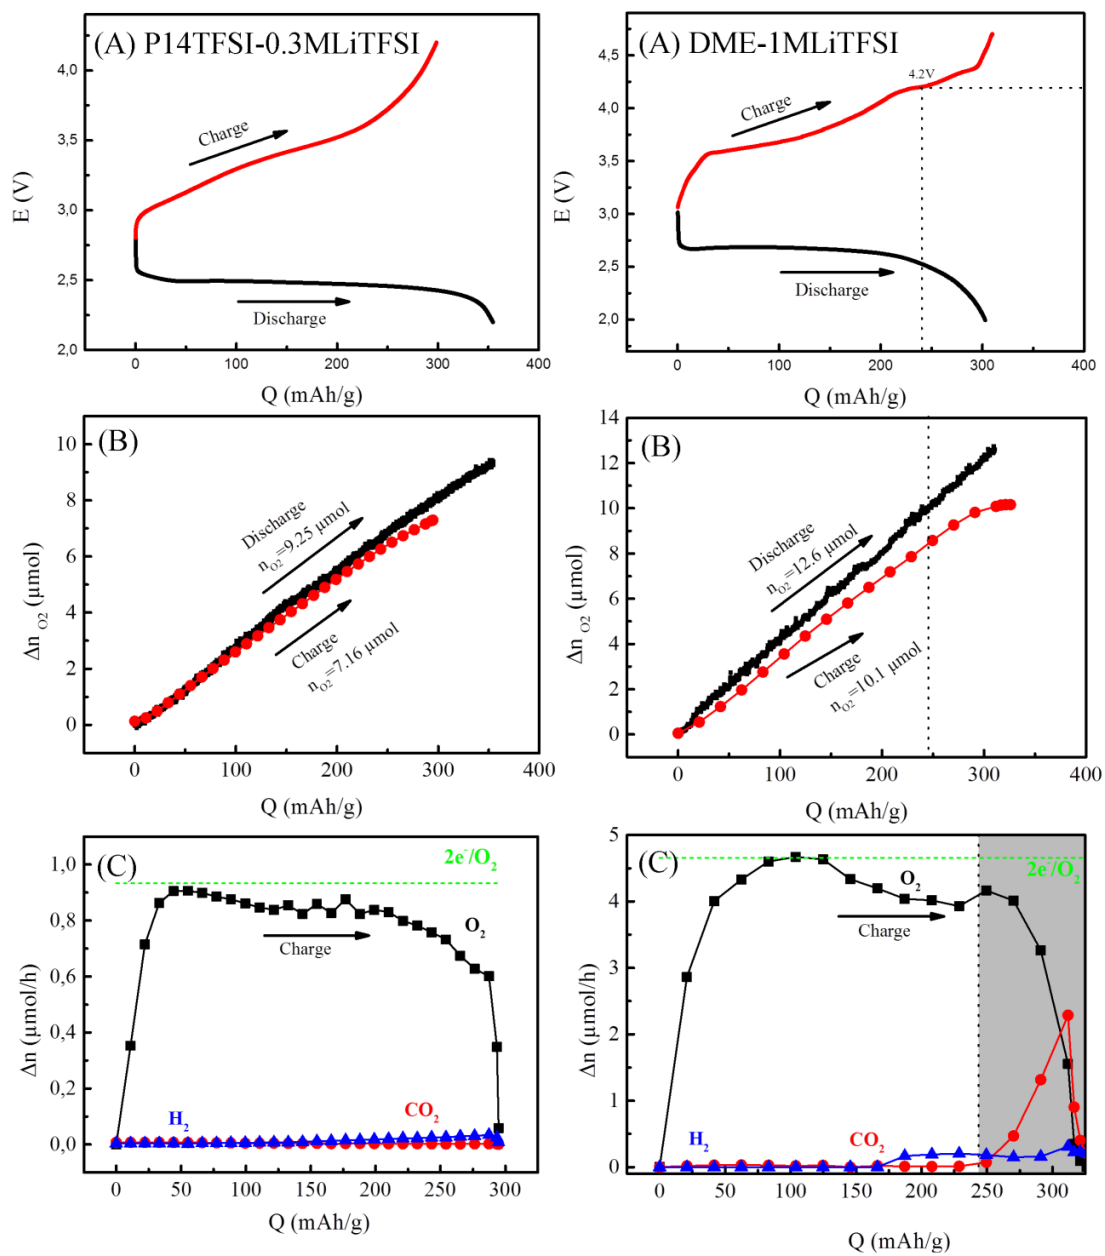 (A) P14TFSI-0.3MLiTFSI
4,0
3,5
3,0
2,5
2,0
E (V)
Charge
Discharge
0
100
200
300
400
Q (mAh/g)
(A) DME-1MLiTFSI
4,5
4,0
3,5
3,0
2,5
2,0
E (V)
4.2V
Charge
Discharge
0
100
200
300
400
Q (mAh/g)
(B)
10
8
6
4
2
0
Δn O2 (μmol)
Discharge
nO2=9.25 μmol
Charge
nO2=7.16 μmol
0
100
200
300
400
Q (mAh/g)
(B)
14
12
10
8
6
4
2
0
Δn O2 (μmol)
Discharge
nO2=12.6 μmol
Charge
nO2=10.1 μmol
0
100
200
300
400
Q (mAh/g)
(C)
2e⁻/O2
1,0
0,8
0,6
0,4
0,2
0,0
Δn (μmol/h)
O2
Charge
H2
CO2
0
50
100
150
200
250
300
Q (mAh/g)
(C)
2e⁻/O2
5
4
3
2
1
0
Δn (μmol/h)
O2
Charge
H2
CO2
0
50
100
150
200
250
300
Q (mAh/g)